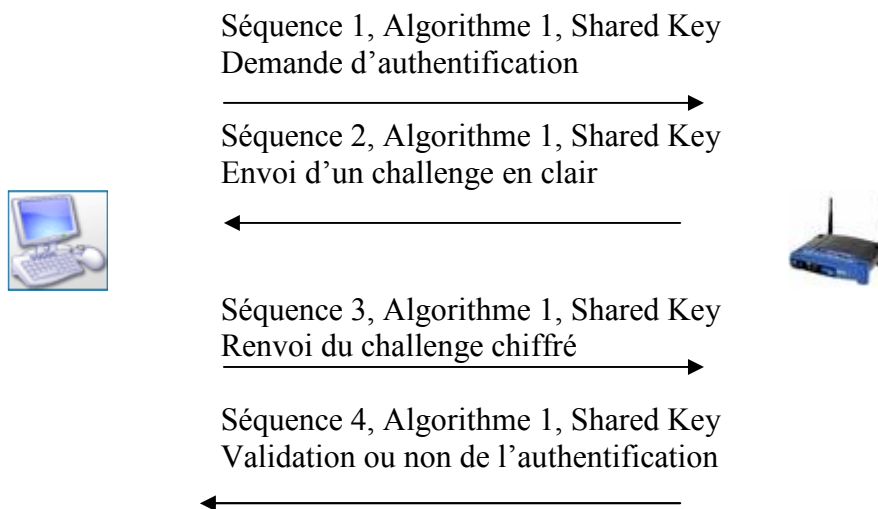 Séquence 1, Algorithme 1, Shared Key
Demande d’authentification
Séquence 2, Algorithme 1, Shared Key
Envoi d’un challenge en clair
Séquence 3, Algorithme 1, Shared Key
Renvoi du challenge chiffré
Séquence 4, Algorithme 1, Shared Key
Validation ou non de l’authentification